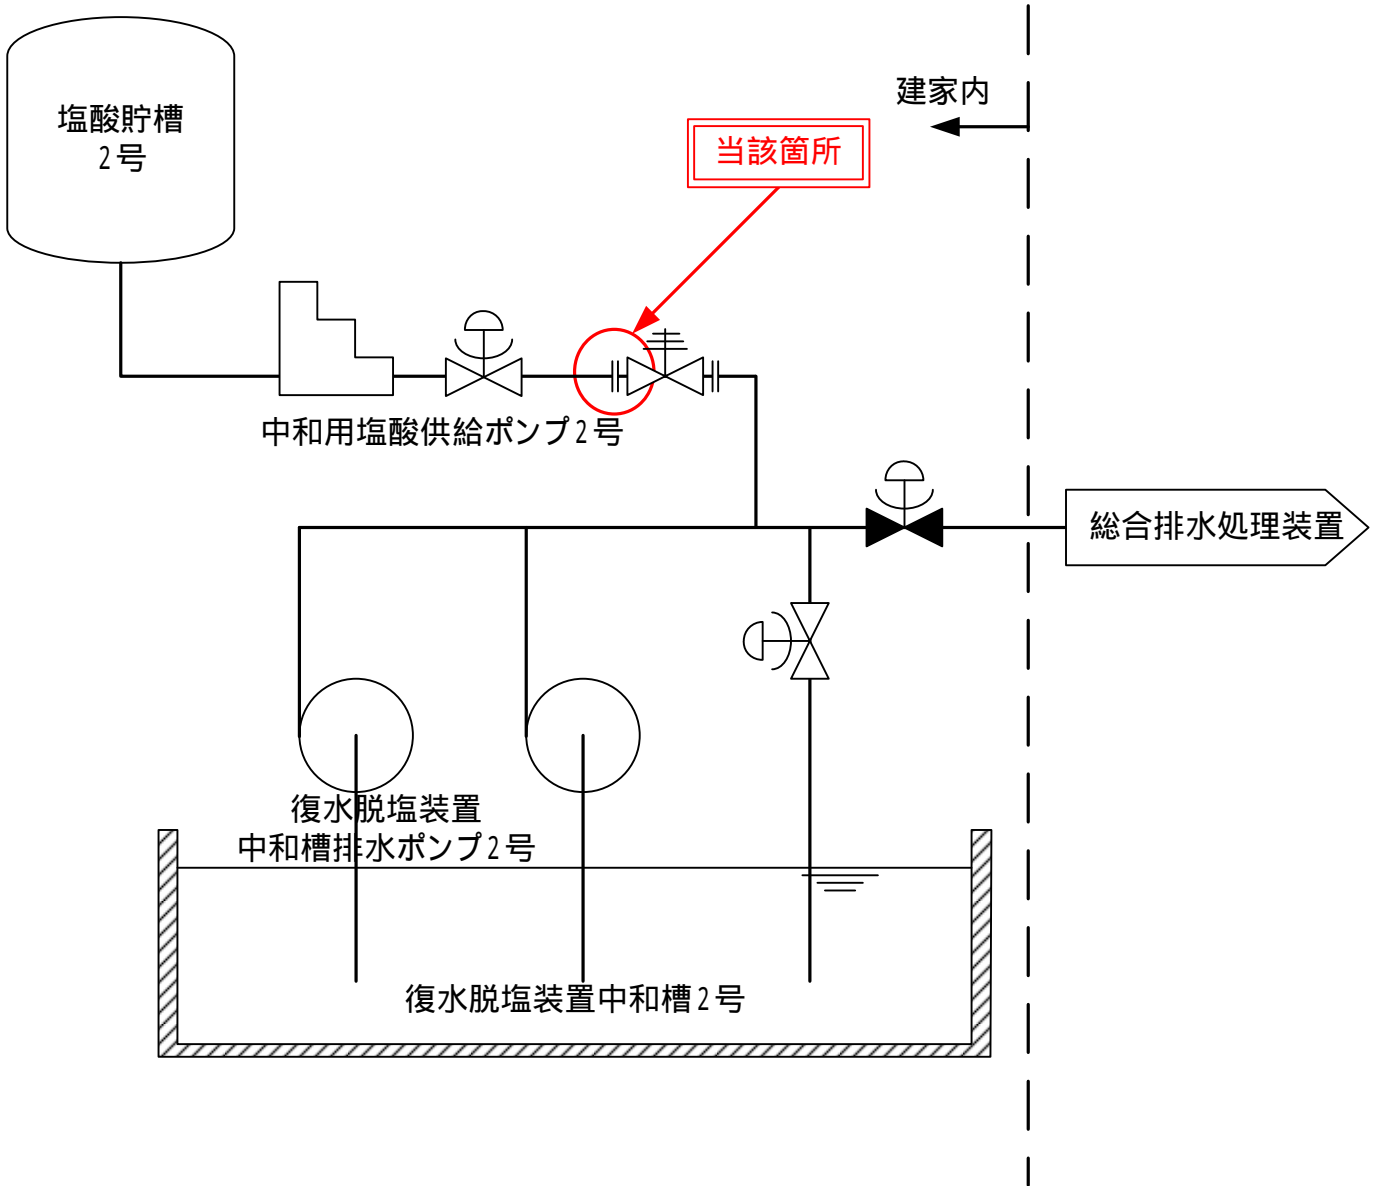 塩酸貯槽
2号
建家内
当該箇所
中和用塩酸供給ポンプ2号
総合排水処理装置
復水脱塩装置
中和槽排水ポンプ2号
復水脱塩装置中和槽2号